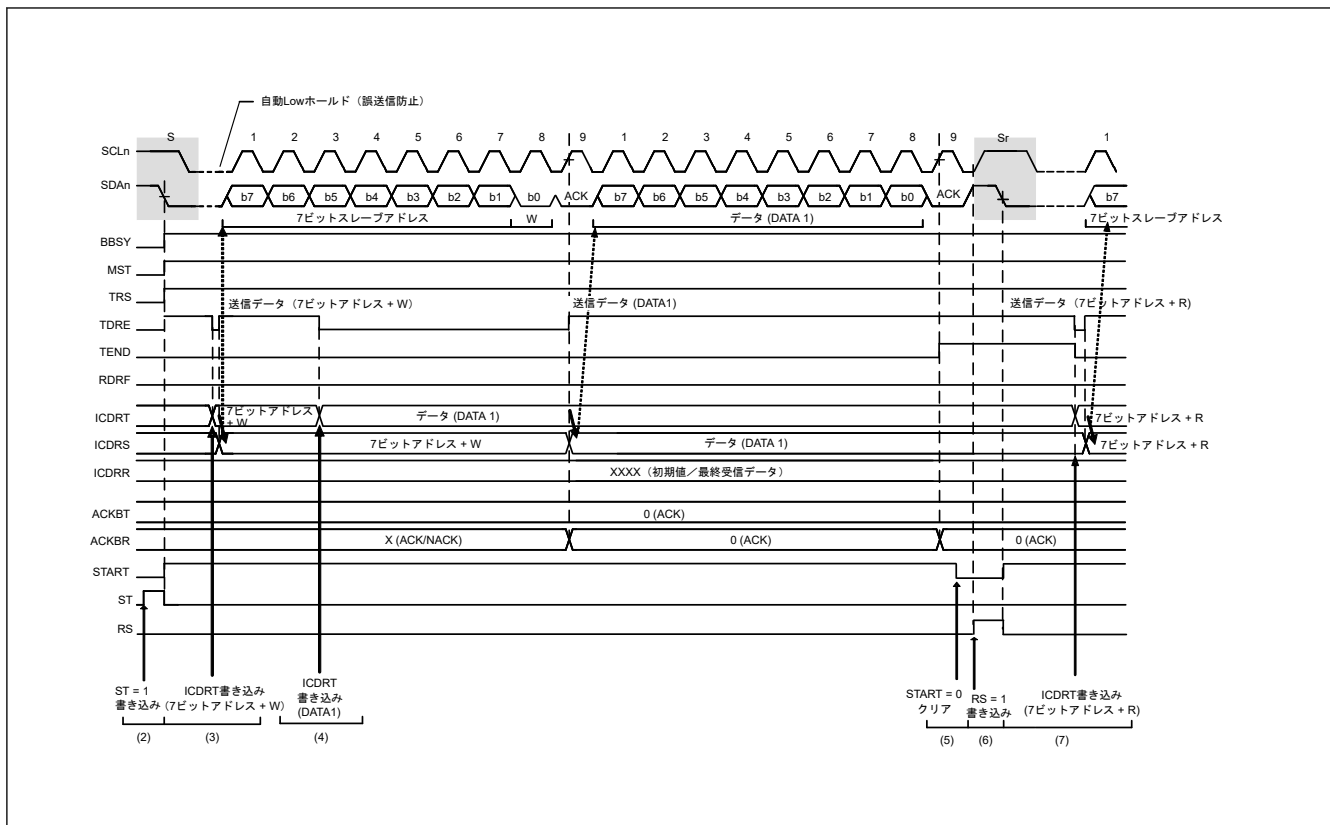 自動Lowホールド（誤送信防止）
S 1 2 3 4 5 6 7 8 9 1 2 3 4 5 6 7 8 9 Sr 1
SCLn
SDAn b7 b6 b5 b4 b3 b2 b1 b0 ACK b7 b6 b5 b4 b3 b2 b1 b0 ACK b7
7ビットスレーブアドレス W データ (DATA 1) 7ビットスレーブアドレス
BBSY
MST
TRS
送信データ（7ビットアドレス + W） 送信データ (DATA1) 送信データ（7ビットアドレス + R)
TDRE
TEND
RDRF
ICDRT 7ビットアドレス + W データ (DATA 1) 7ビットアドレス + R
ICDRS 7ビットアドレス + W データ (DATA 1) 7ビットアドレス + R
ICDRR XXXX（初期値／最終受信データ）
ACKBT 0 (ACK)
ACKBR X (ACK/NACK) 0 (ACK) 0 (ACK)
START
ST
RS
ST = 1
書き込み
ICDRT書き込み
（7ビットアドレス + W）
ICDRT
書き込み
(DATA1)
START = 0
クリア
RS = 1
書き込み
ICDRT書き込み
(7ビットアドレス + R)
(2) (3) (4) (5) (6) (7)